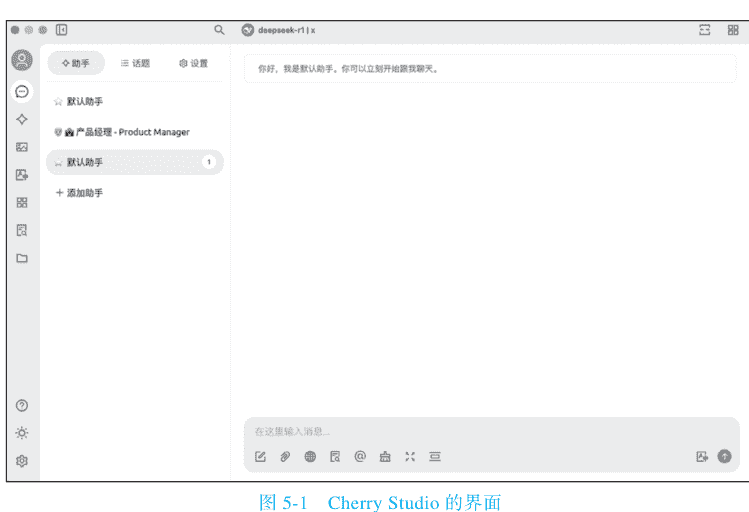 deepseek-r1 | x
助手 话题 设置
你好，我是默认助手。你可以立刻开始跟我聊天。
默认助手
产品经理 - Product Manager
默认助手 1
+ 添加助手
在这里输入消息...
图 5-1 Cherry Studio 的界面